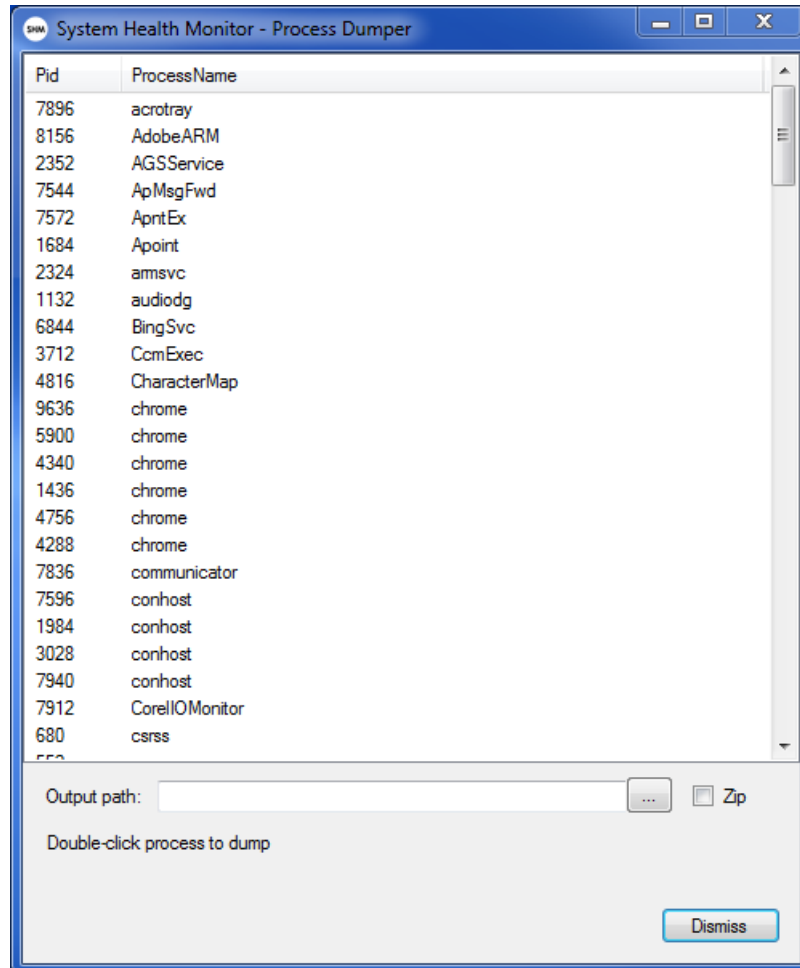 SHM System Health Monitor - Process Dumper
Pid ProcessName
7896 acrotray
8156 AdobeARM
2352 AGSService
7544 ApMsgFwd
7572 ApntEx
1684 Apoint
2324 armsvc
1132 audiodg
6844 BingSvc
3712 CcmExec
4816 CharacterMap
9636 chrome
5900 chrome
4340 chrome
1436 chrome
4756 chrome
4288 chrome
7836 communicator
7596 conhost
1984 conhost
3028 conhost
7940 conhost
7912 CorelIOMonitor
680 csrss
Output path: ... Zip
Double-click process to dump
Dismiss